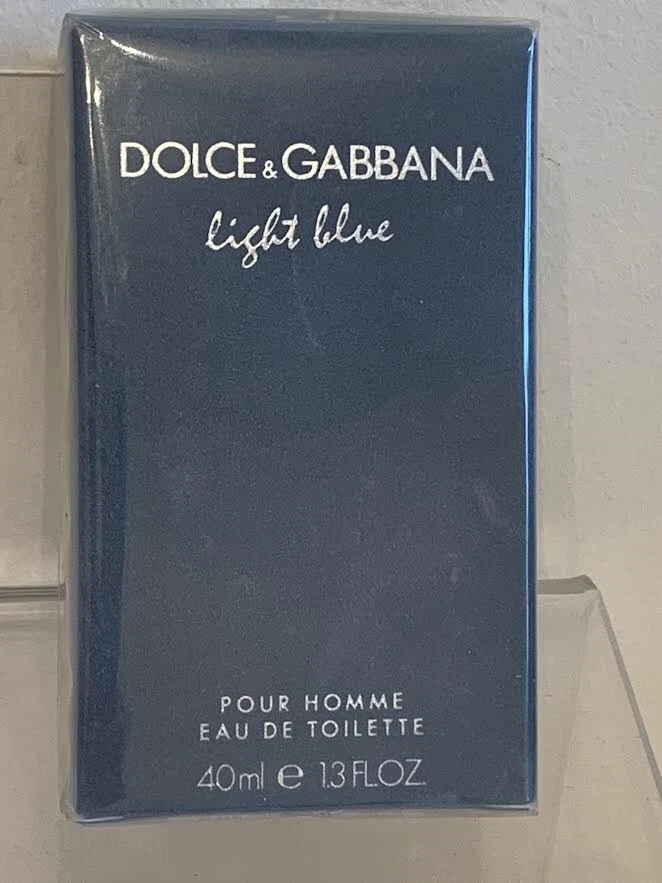 DOLCE & GABBANA
light blue
POUR HOMME
EAU DE TOILETTE
40ml e 1.3 FL.OZ.